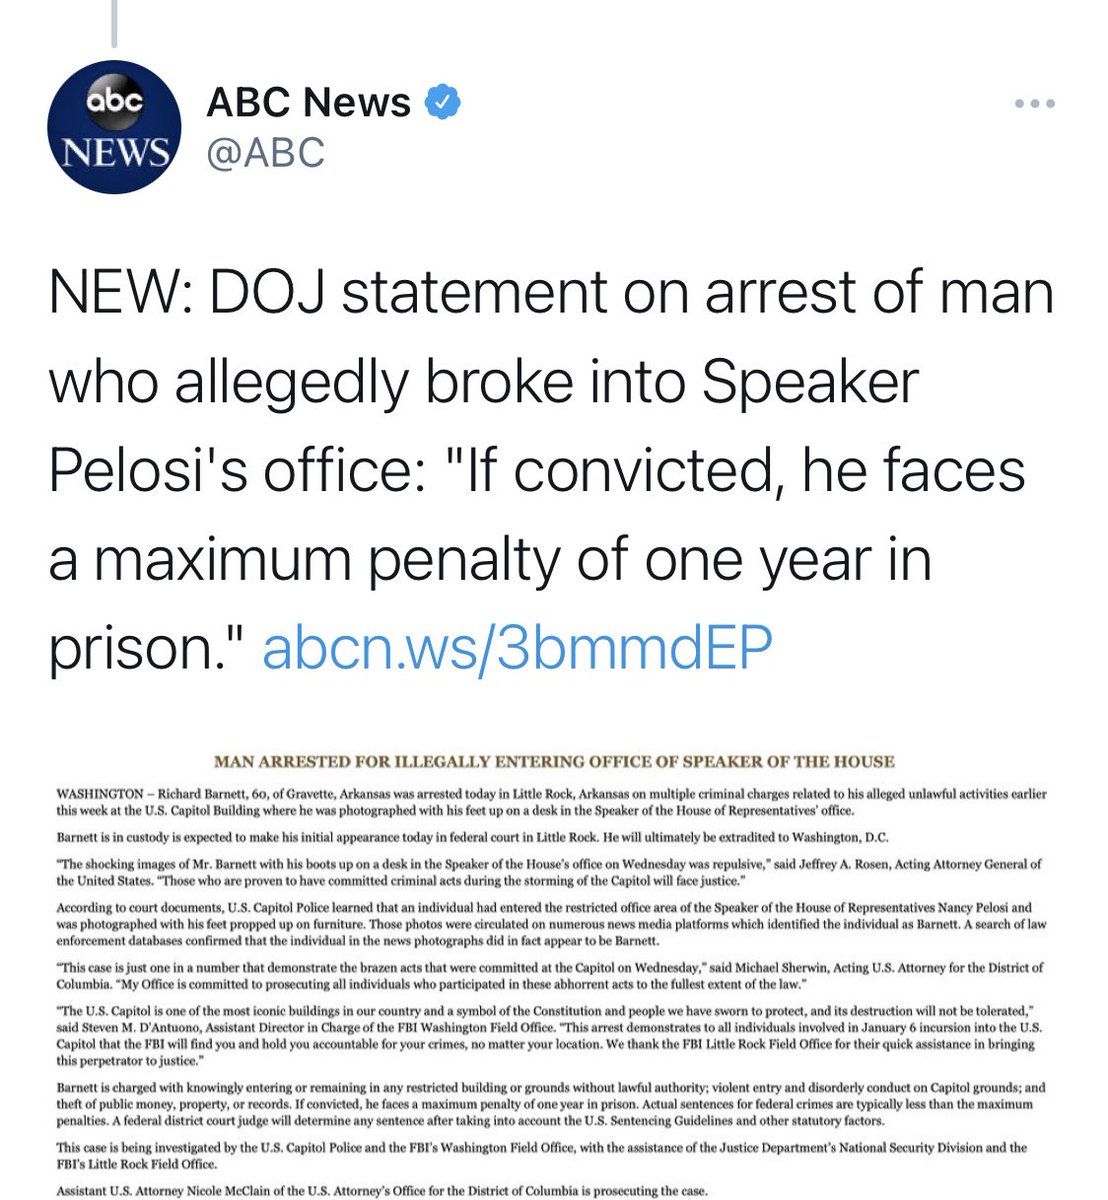 abc
NEWS
ABC News
@ABC
NEW: DOJ statement on arrest of man
who allegedly broke into Speaker
Pelosi's office: "If convicted, he faces
a maximum penalty of one year in
prison." abcn.ws/3bmmdEP
MAN ARRESTED FOR ILLEGALLY ENTERING OFFICE OF SPEAKER OF THE HOUSE
WASHINGTON – Richard Barnett, 60, of Gravette, Arkansas was arrested today in Little Rock, Arkansas on multiple criminal charges related to his alleged unlawful activities earlier
this week at the U.S. Capitol Building where he was photographed with his feet up on a desk in the Speaker of the House of Representatives' office.
Barnett is in custody is expected to make his initial appearance today in federal court in Little Rock. He will ultimately be extradited to Washington, D.C.
"The shocking images of Mr. Barnett with his boots up on a desk in the Speaker of the House's office on Wednesday was repulsive," said Jeffrey A. Rosen, Acting Attorney General of
the United States. "Those who are proven to have committed criminal acts during the storming of the Capitol will face justice."
According to court documents, U.S. Capitol Police learned that an individual had entered the restricted office area of the Speaker of the House of Representatives Nancy Pelosi and
was photographed with his feet propped up on furniture. Those photos were circulated on numerous news media platforms which identified the individual as Barnett. A search of law
enforcement databases confirmed that the individual in the news photographs did in fact appear to be Barnett.
"This case is just one in a number that demonstrate the brazen acts that were committed at the Capitol on Wednesday," said Michael Sherwin, Acting U.S. Attorney for the District of
Columbia. "My Office is committed to prosecuting all individuals who participated in these abhorrent acts to the fullest extent of the law."
"The U.S. Capitol is one of the most iconic buildings in our country and a symbol of the Constitution and people we have sworn to protect, and its destruction will not be tolerated,"
said Steven M. D'Antuono, Assistant Director in Charge of the FBI Washington Field Office. "This arrest demonstrates to all individuals involved in January 6 incursion into the U.S.
Capitol that the FBI will find you and hold you accountable for your crimes, no matter your location. We thank the FBI Little Rock Field Office for their quick assistance in bringing
this perpetrator to justice."
Barnett is charged with knowingly entering or remaining in any restricted building or grounds without lawful authority; violent entry and disorderly conduct on Capitol grounds; and
theft of public money, property, or records. If convicted, he faces a maximum penalty of one year in prison. Actual sentences for federal crimes are typically less than the maximum
penalties. A federal district court judge will determine any sentence after taking into account the U.S. Sentencing Guidelines and other statutory factors.
This case is being investigated by the U.S. Capitol Police and the FBI's Washington Field Office, with the assistance of the Justice Department's National Security Division and the
FBI's Little Rock Field Office.
Assistant U.S. Attorney Nicole McClain of the U.S. Attorney's Office for the District of Columbia is prosecuting the case.